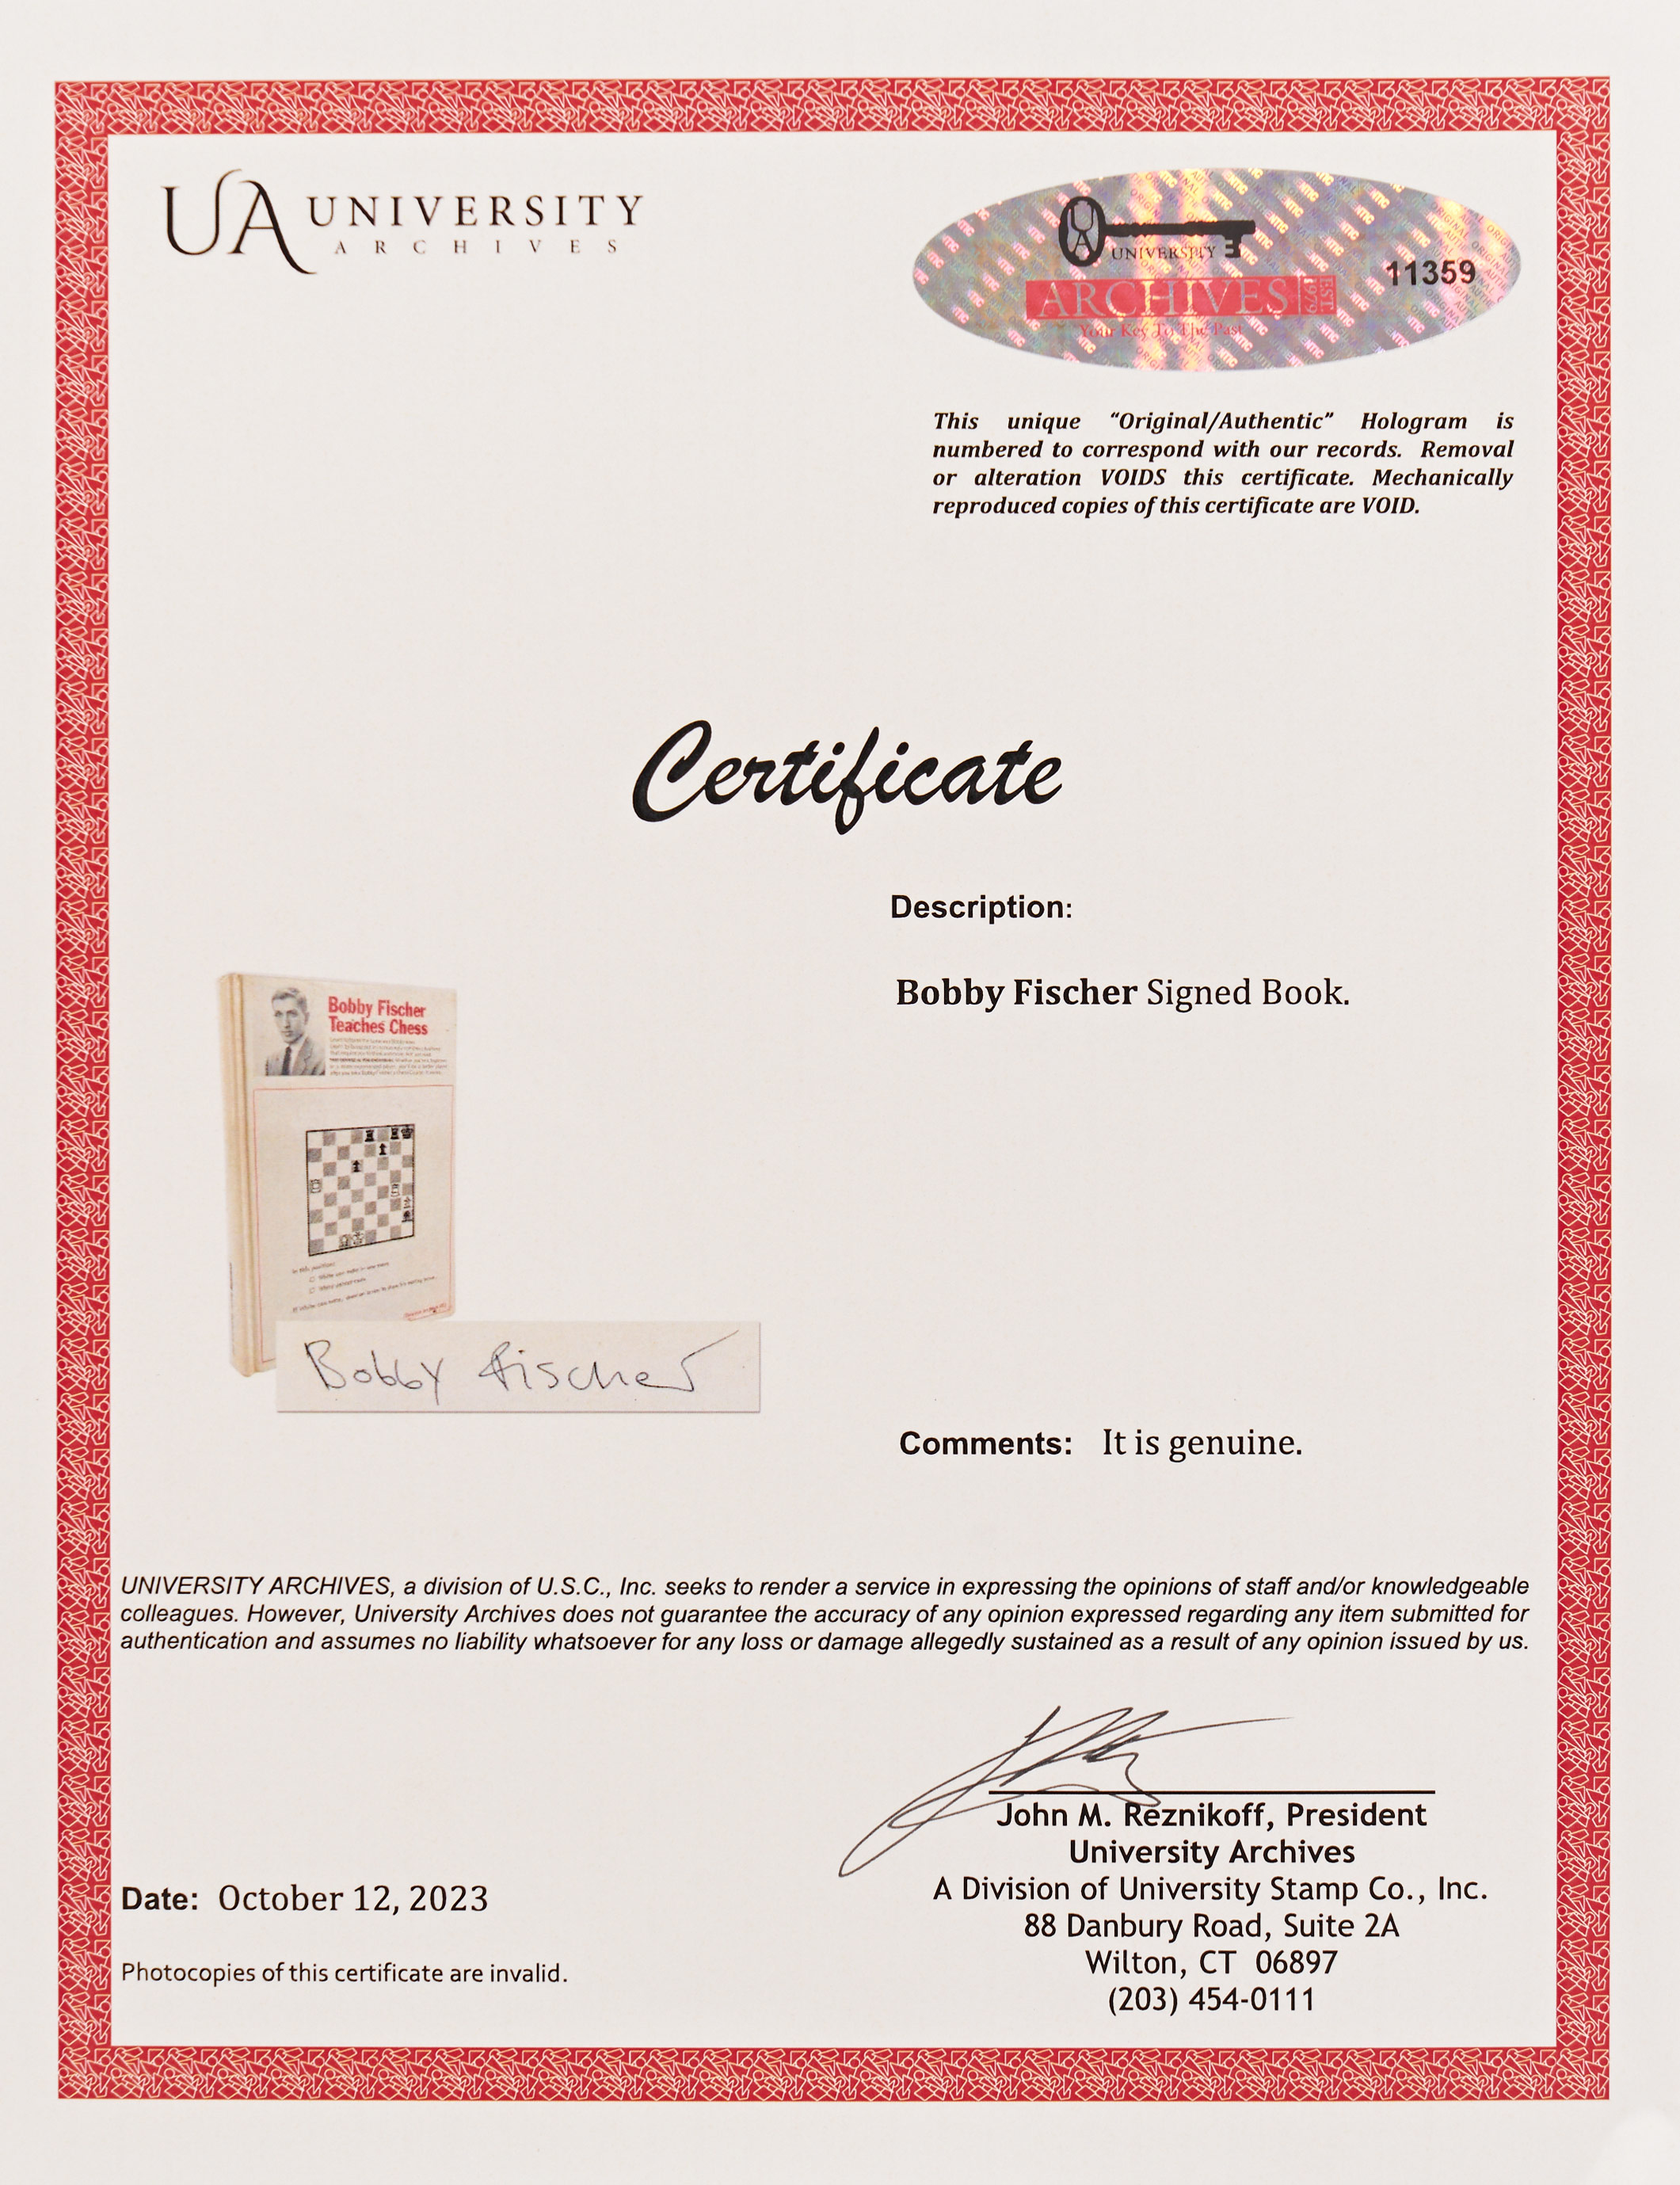 UA UNIVERSITY
ARCHIVES
UA
UNIVERSITY
ARCHIVES EST. 1979
Your Key To The Past
11359
This unique “Original/Authentic” Hologram is
numbered to correspond with our records. Removal
or alteration VOIDS this certificate. Mechanically
reproduced copies of this certificate are VOID.
Certificate
Description:
Bobby Fischer Signed Book.
Bobby Fischer
Teaches Chess
Bobby Fischer
Comments: It is genuine.
UNIVERSITY ARCHIVES, a division of U.S.C., Inc. seeks to render a service in expressing the opinions of staff and/or knowledgeable
colleagues. However, University Archives does not guarantee the accuracy of any opinion expressed regarding any item submitted for
authentication and assumes no liability whatsoever for any loss or damage allegedly sustained as a result of any opinion issued by us.
John M. Reznikoff, President
University Archives
A Division of University Stamp Co., Inc.
88 Danbury Road, Suite 2A
Wilton, CT 06897
(203) 454-0111
Date: October 12, 2023
Photocopies of this certificate are invalid.